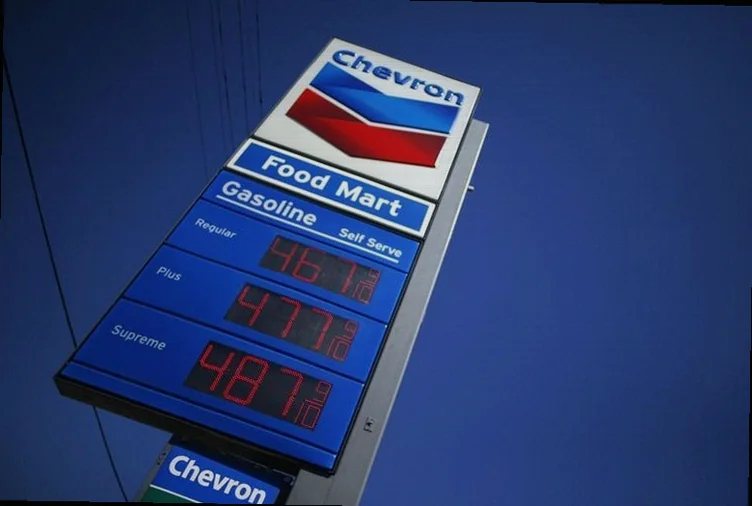 Chevron
Food Mart
Gasoline
Self Serve
Regular 467 9/10
Plus 477 9/10
Supreme 487 9/10
Chevron